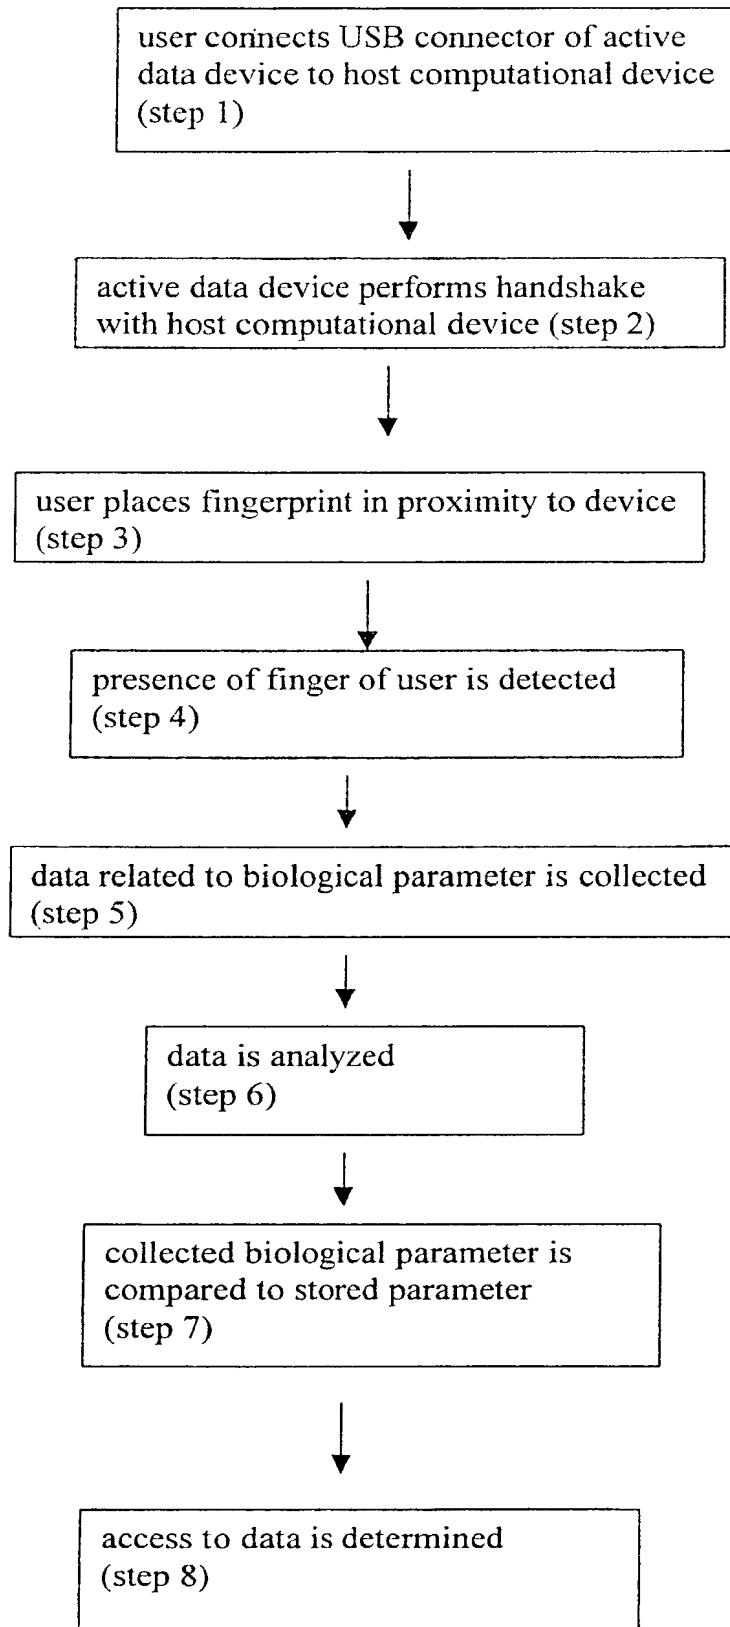 user connects USB connector of active
data device to host computational device
(step 1)
active data device performs handshake
with host computational device (step 2)
user places fingerprint in proximity to device
(step 3)
presence of finger of user is detected
(step 4)
data related to biological parameter is collected
(step 5)
data is analyzed
(step 6)
collected biological parameter is
compared to stored parameter
(step 7)
access to data is determined
(step 8)